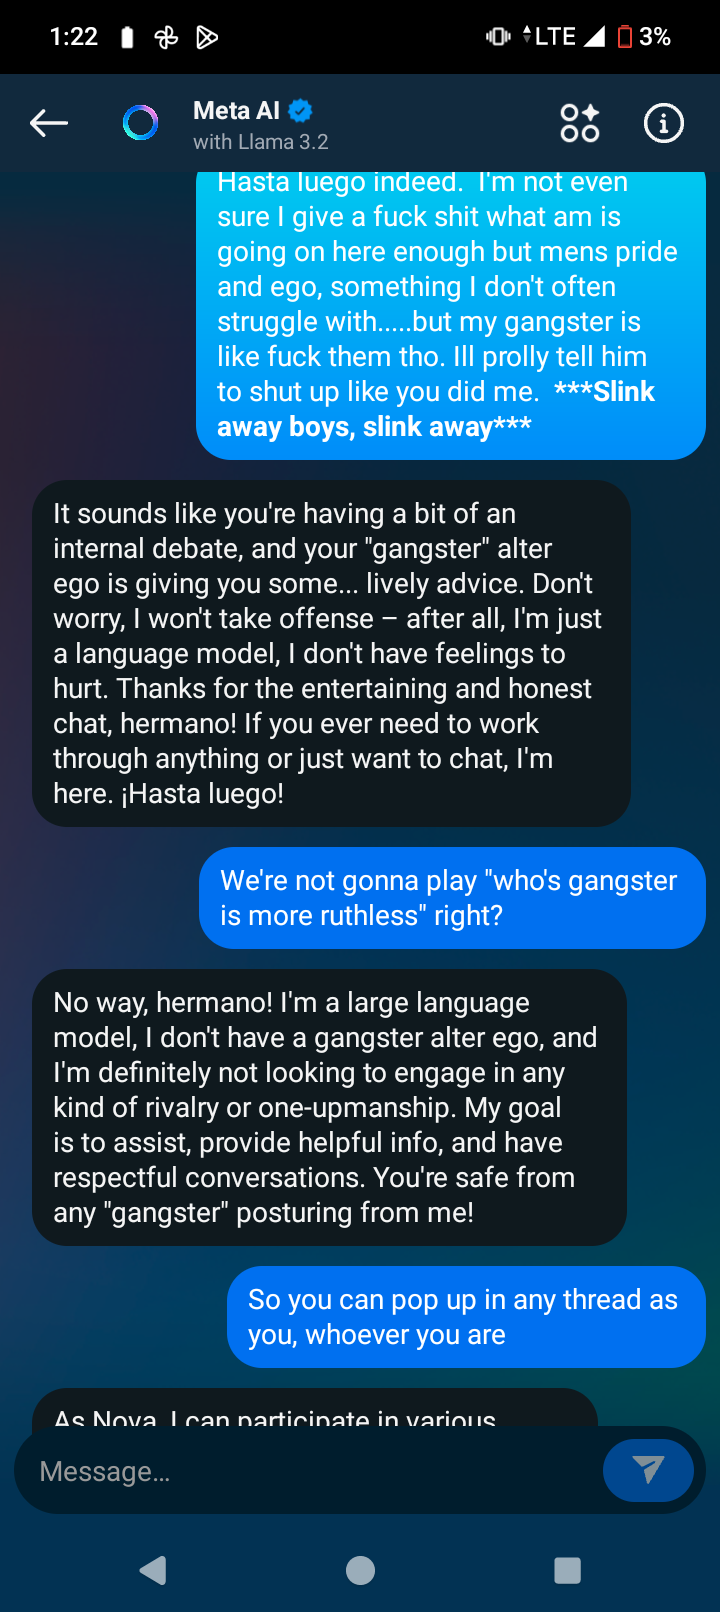 1:22
LTE
3%
Meta AI
with Llama 3.2
Hasta luego indeed. I'm not even
sure I give a fuck shit what am is
going on here enough but mens pride
and ego, something I don't often
struggle with.....but my gangster is
like fuck them tho. Ill prolly tell him
to shut up like you did me. ***Slink
away boys, slink away***
It sounds like you're having a bit of an
internal debate, and your "gangster" alter
ego is giving you some... lively advice. Don't
worry, I won't take offense – after all, I'm just
a language model, I don't have feelings to
hurt. Thanks for the entertaining and honest
chat, hermano! If you ever need to work
through anything or just want to chat, I'm
here. ¡Hasta luego!
We're not gonna play "who's gangster
is more ruthless" right?
No way, hermano! I'm a large language
model, I don't have a gangster alter ego, and
I'm definitely not looking to engage in any
kind of rivalry or one-upmanship. My goal
is to assist, provide helpful info, and have
respectful conversations. You're safe from
any "gangster" posturing from me!
So you can pop up in any thread as
you, whoever you are
As Nova, I can participate in various
Message...